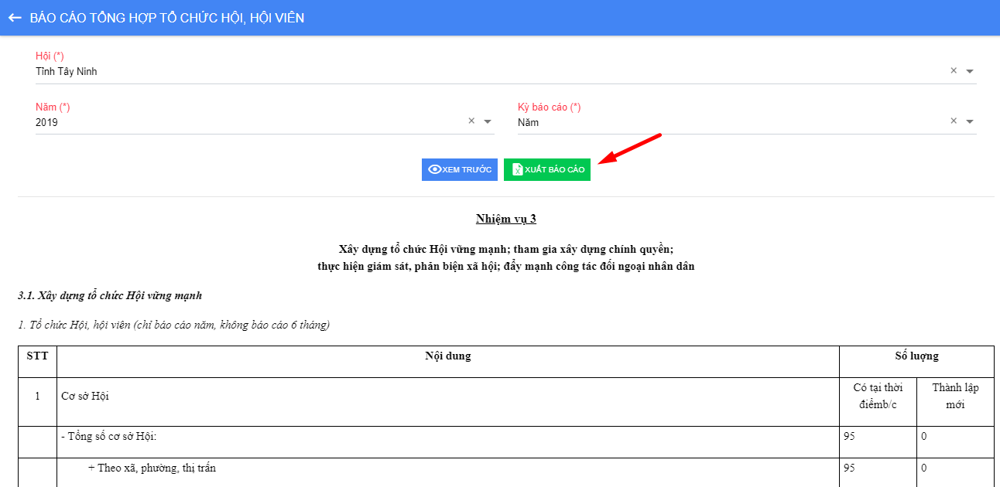 BÁO CÁO TỔNG HỢP TỔ CHỨC HỘI, HỘI VIÊN
Hội (*)
Tỉnh Tây Ninh
Năm (*)
Kỳ báo cáo (*)
2019
Năm
XEM TRƯỚC
XUẤT BÁO CÁO
Nhiệm vụ 3
Xây dựng tổ chức Hội vững mạnh; tham gia xây dựng chính quyền;
thực hiện giám sát, phản biện xã hội; đẩy mạnh công tác đối ngoại nhân dân
3.1. Xây dựng tổ chức Hội vững mạnh
1. Tổ chức Hội, hội viên (chỉ báo cáo năm, không báo cáo 6 tháng)
STT Nội dung Số lượng
1 Cơ sở Hội
Có tại thời
điểmb/c
Thành lập
mới
- Tổng số cơ sở Hội: 95 0
+ Theo xã, phường, thị trấn 95 0